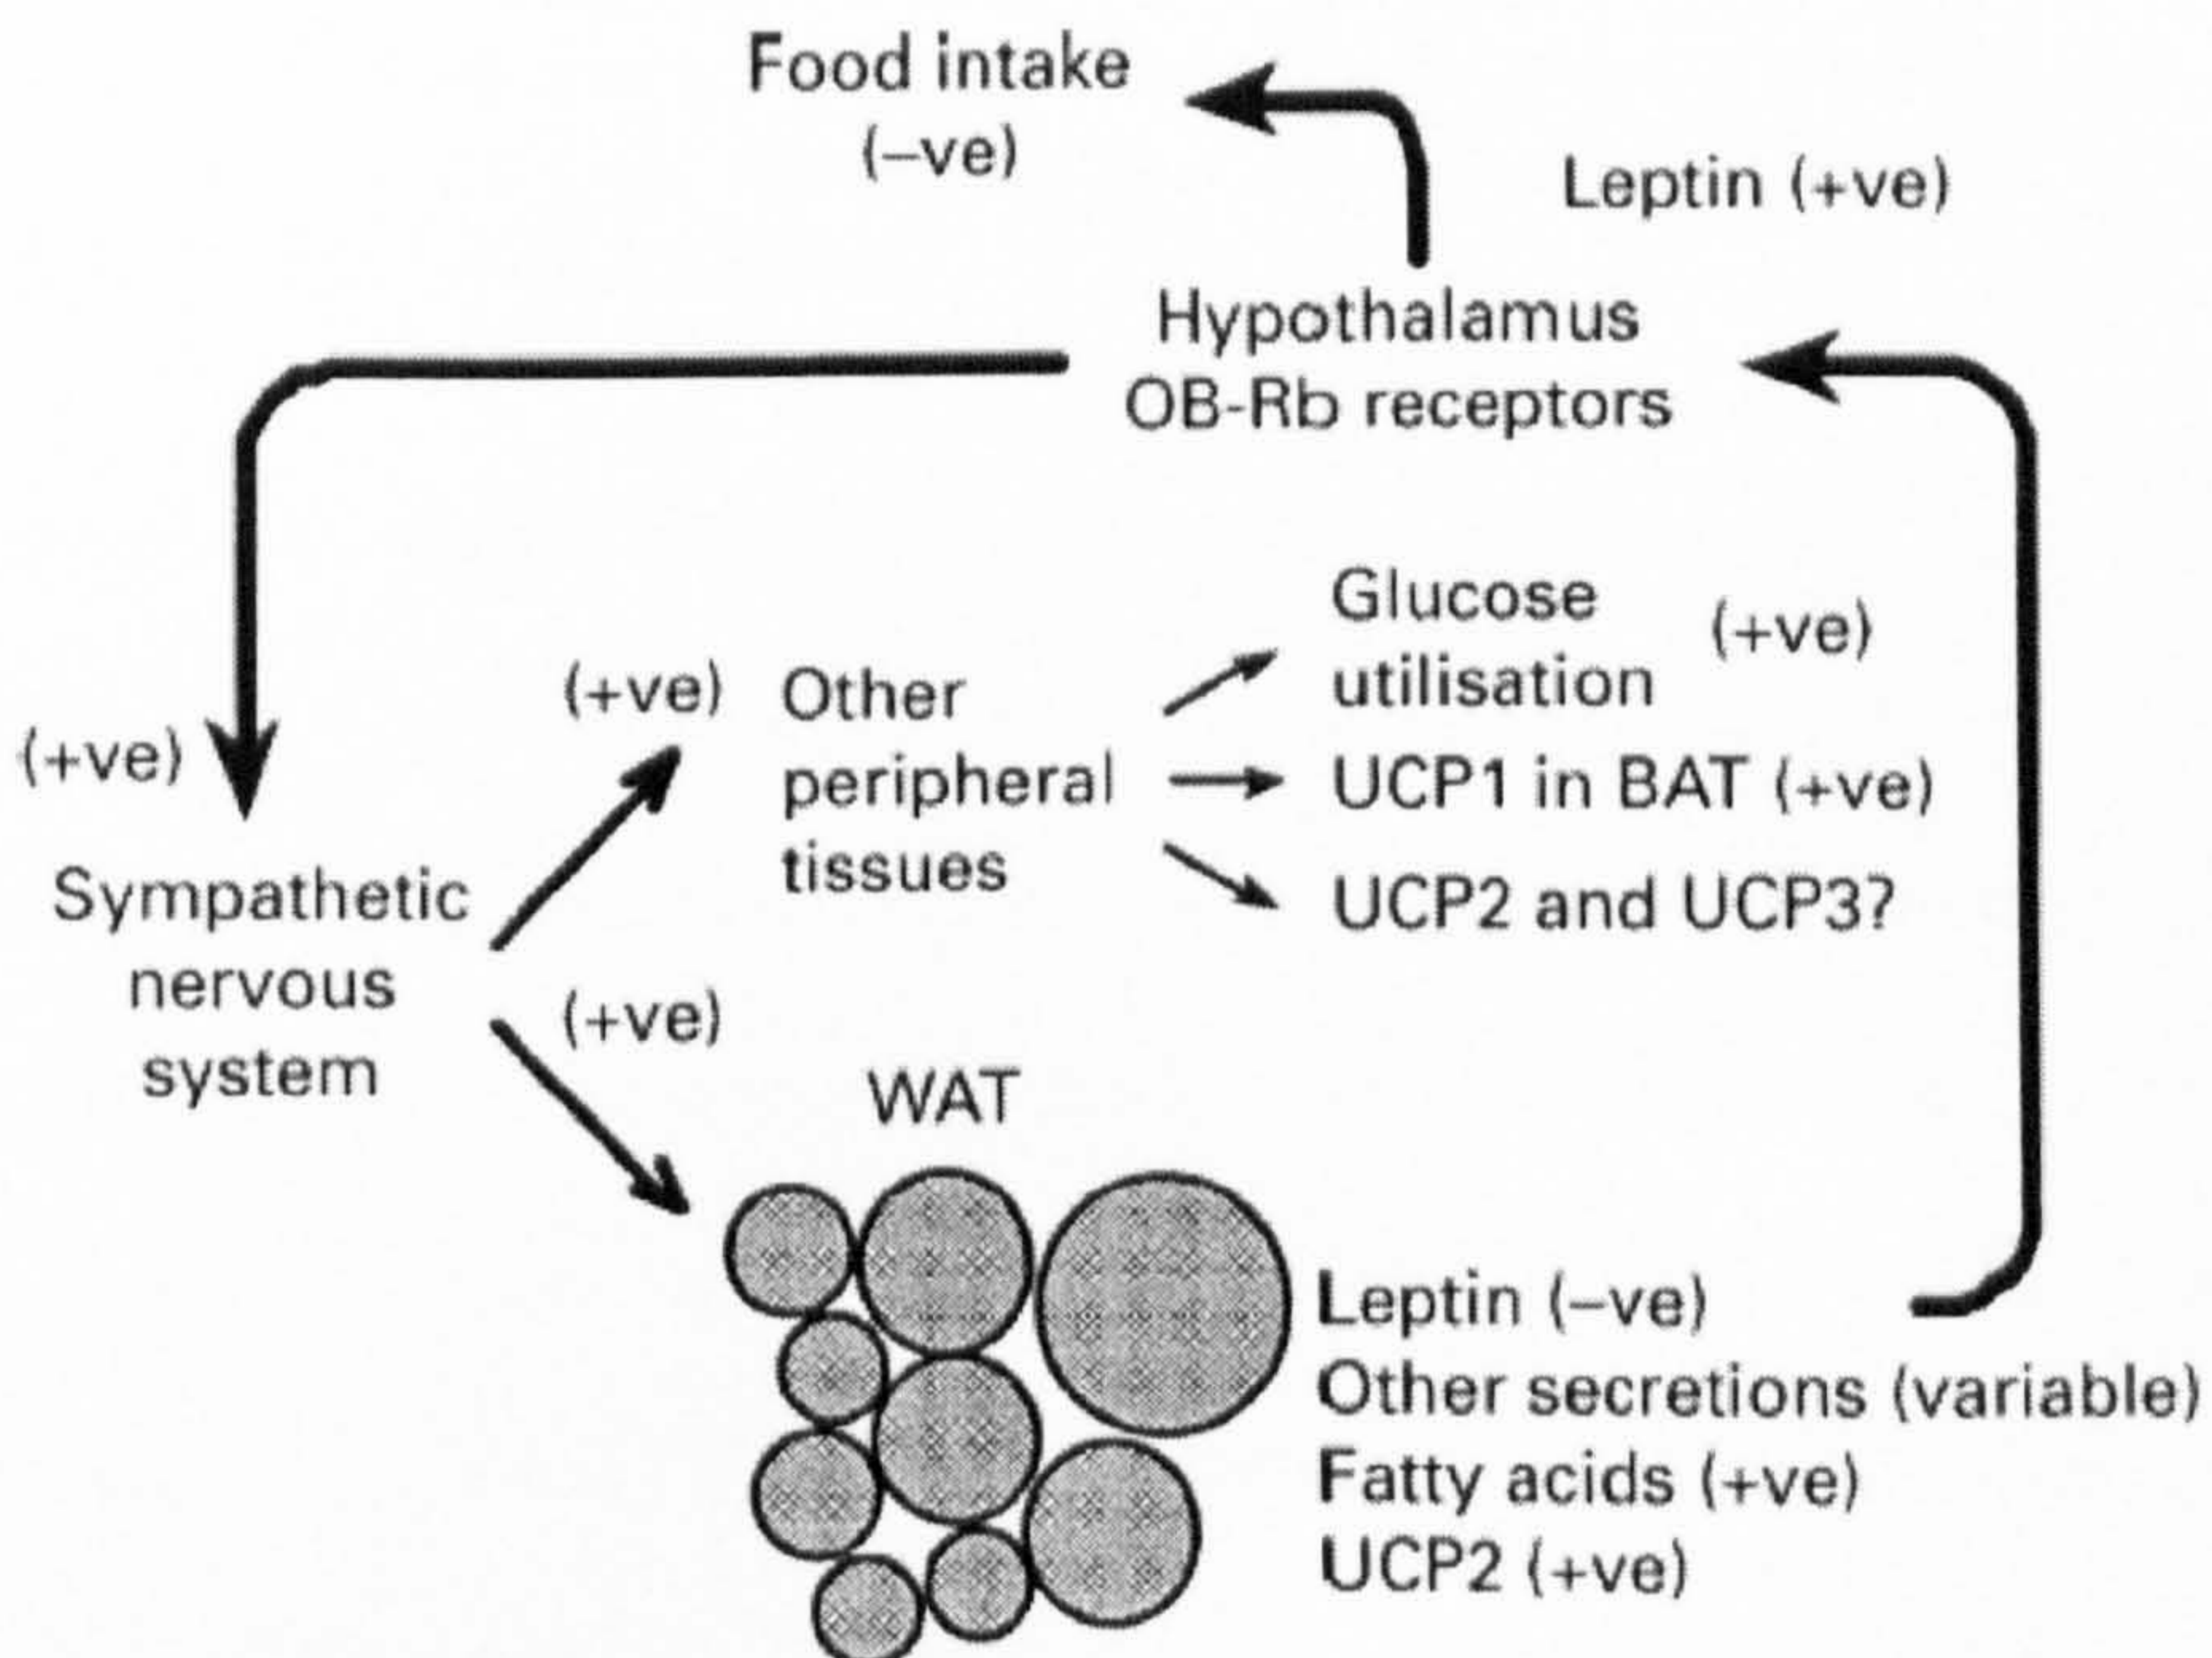 Food intake
(–ve)
Leptin (+ve)
Hypothalamus
OB-Rb receptors
Glucose
utilisation
(+ve)
(+ve)
Other
peripheral
tissues
(+ve)
UCP1 in BAT (+ve)
UCP2 and UCP3?
Sympathetic
nervous
system
(+ve)
WAT
Leptin (–ve)
Other secretions (variable)
Fatty acids (+ve)
UCP2 (+ve)